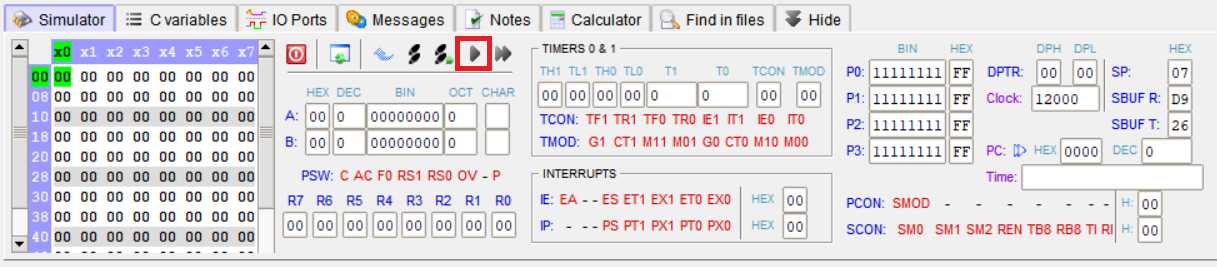 Simulator C variables IO Ports Messages Notes Calculator Find in files Hide
x0 x1 x2 x3 x4 x5 x6 x7
00 00 00 00 00 00 00 00 00
08 00 00 00 00 00 00 00 00
10 00 00 00 00 00 00 00 00
18 00 00 00 00 00 00 00 00
20 00 00 00 00 00 00 00 00
28 00 00 00 00 00 00 00 00
30 00 00 00 00 00 00 00 00
38 00 00 00 00 00 00 00 00
40 00 00 00 00 00 00 00 00
HEX DEC BIN OCT CHAR
A: 00 0 00000000 0
B: 00 0 00000000 0
PSW: C AC F0 RS1 RS0 OV - P
R7 R6 R5 R4 R3 R2 R1 R0
00 00 00 00 00 00 00 00
TIMERS 0 & 1
TH1 TL1 TH0 TL0 T1 T0 TCON TMOD
00 00 00 00 0 0 00 00
TCON: TF1 TR1 TF0 TR0 IE1 IT1 IE0 IT0
TMOD: G1 CT1 M11 M01 G0 CT0 M10 M00
INTERRUPTS
IE: EA - - ES ET1 EX1 ET0 EX0 HEX 00
IP: - - - PS PT1 PX1 PT0 PX0 HEX 00
BIN HEX
P0: 11111111 FF
P1: 11111111 FF
P2: 11111111 FF
P3: 11111111 FF
DPH DPL HEX
DPTR: 00 00 SP: 07
Clock: 12000 SBUF R: D9
SBUF T: 26
PC: HEX 0000 DEC 0
Time:
PCON: SMOD - - - - - - - H: 00
SCON: SM0 SM1 SM2 REN TB8 RB8 TI RI H: 00